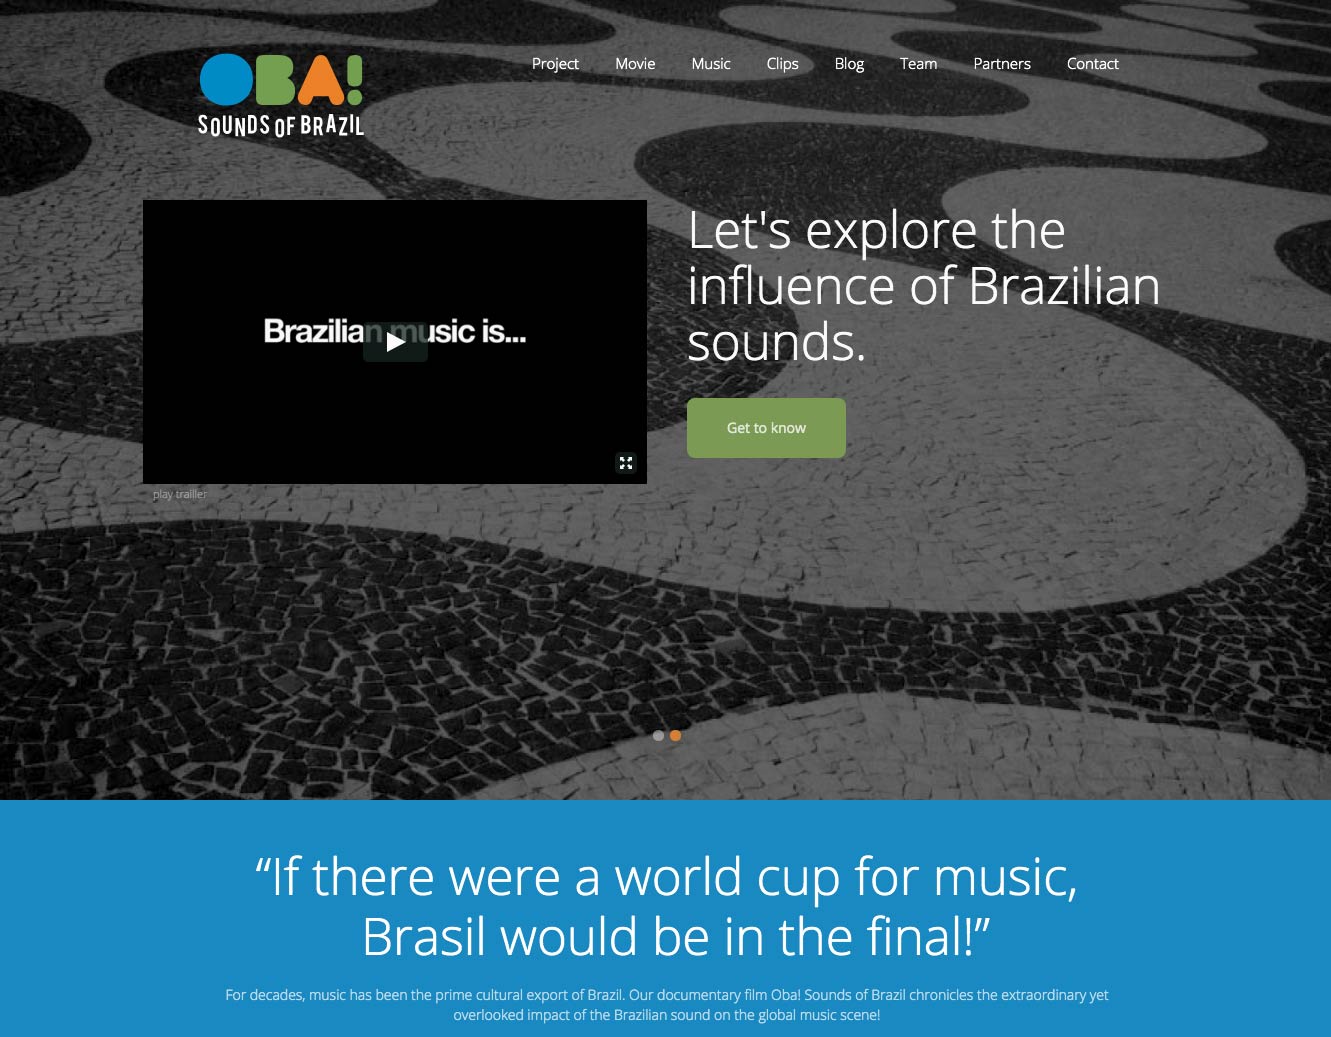 OBA!
SOUNDS OF BRAZIL
Project Movie Music Clips Blog Team Partners Contact
Brazilian music is...
play trailler
Let's explore the
influence of Brazilian
sounds.
Get to know
“If there were a world cup for music,
Brasil would be in the final!”
For decades, music has been the prime cultural export of Brazil. Our documentary film Oba! Sounds of Brazil chronicles the extraordinary yet
overlooked impact of the Brazilian sound on the global music scene!